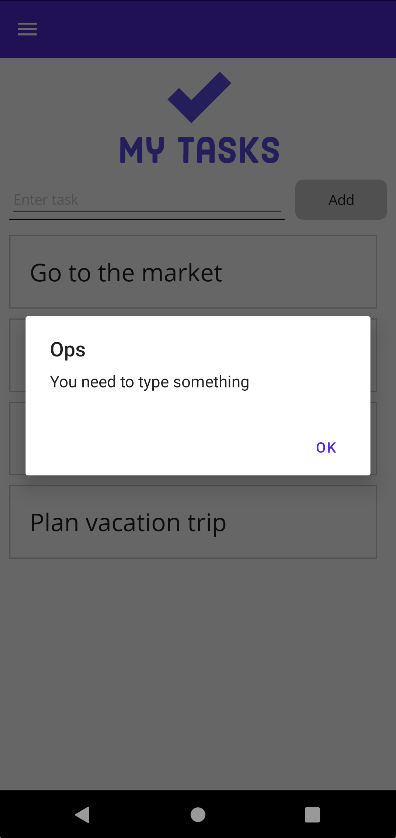 MY TASKS
Enter task
Add
Go to the market
Ops
You need to type something
OK
Plan vacation trip